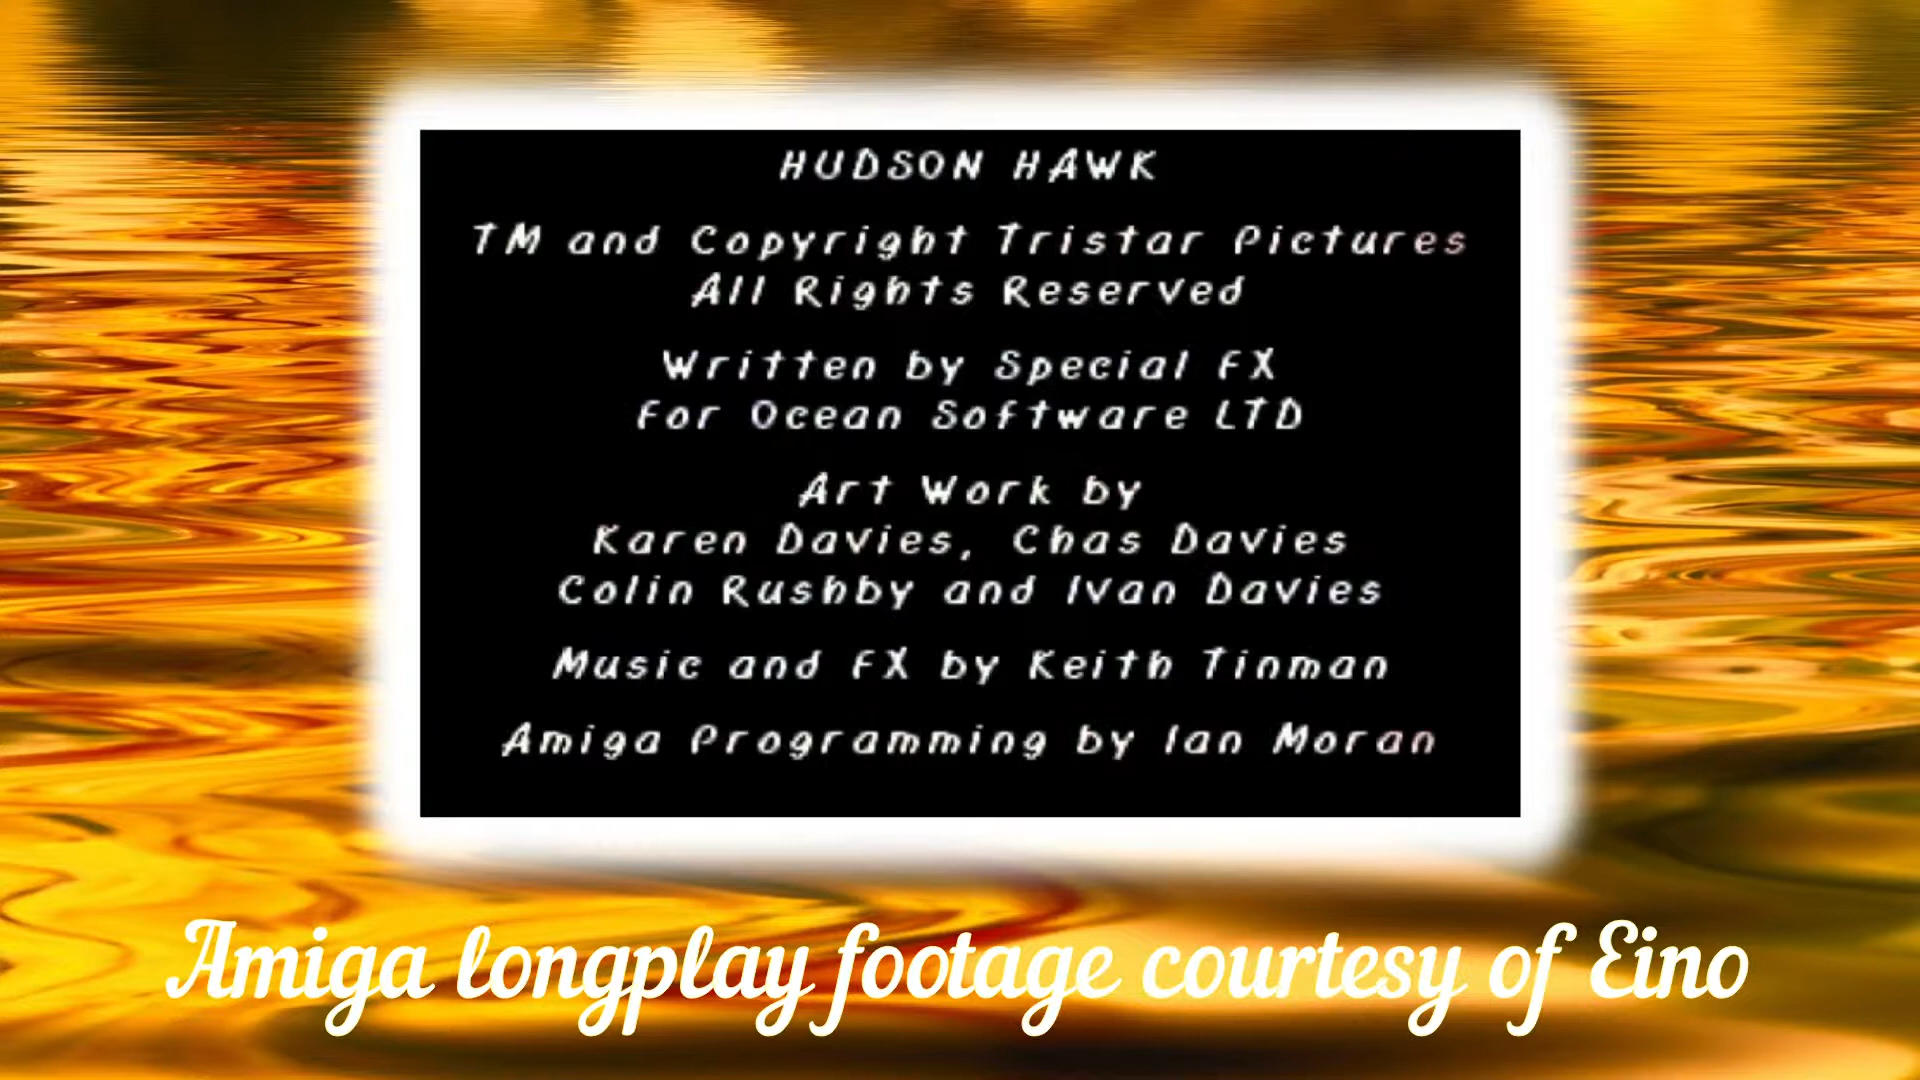 HUDSON HAWK
TM and Copyright Tristar Pictures
All Rights Reserved
Written by Special FX
For Ocean Software LTD
Art Work by
Karen Davies, Chas Davies
Colin Rushby and Ivan Davies
Music and FX by Keith Tinman
Amiga Programming by Ian Moran
Amiga longplay footage courtesy of Eino